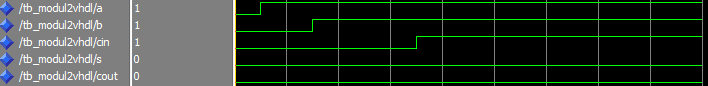 /tb_modul2vhdl/a 1
/tb_modul2vhdl/b 1
/tb_modul2vhdl/cin 1
/tb_modul2vhdl/s 0
/tb_modul2vhdl/cout 0